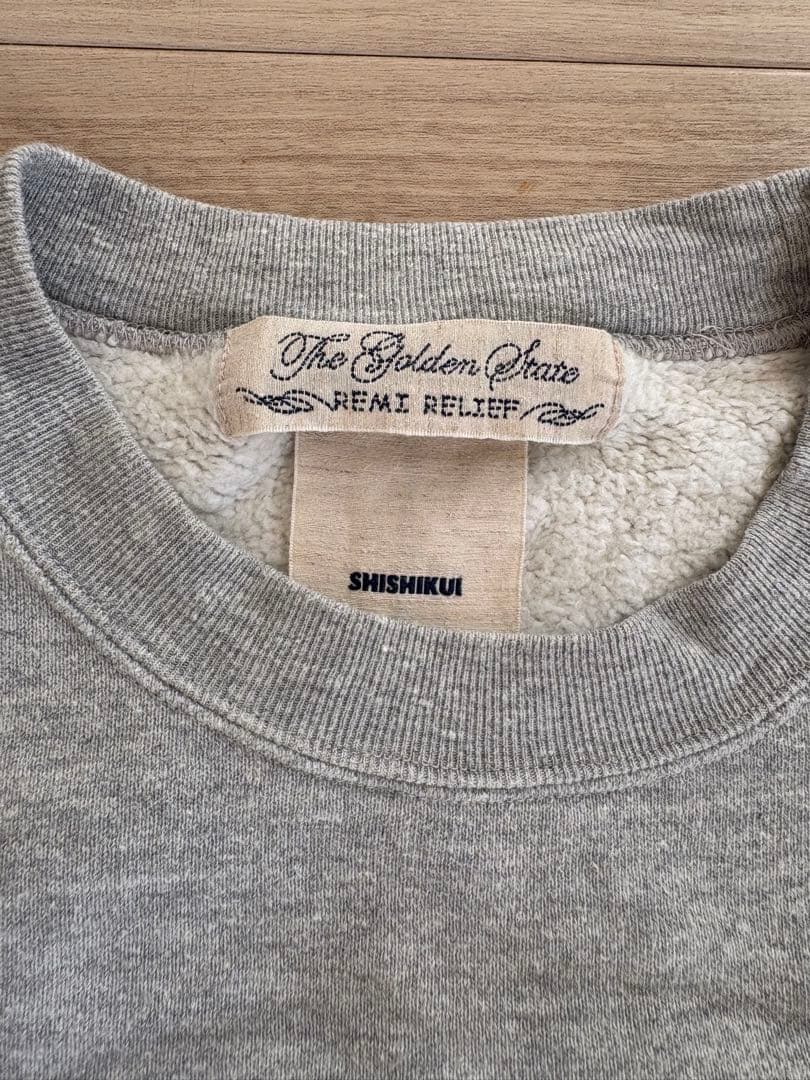 The Golden State
REMI RELIEF
SHISHIKUI